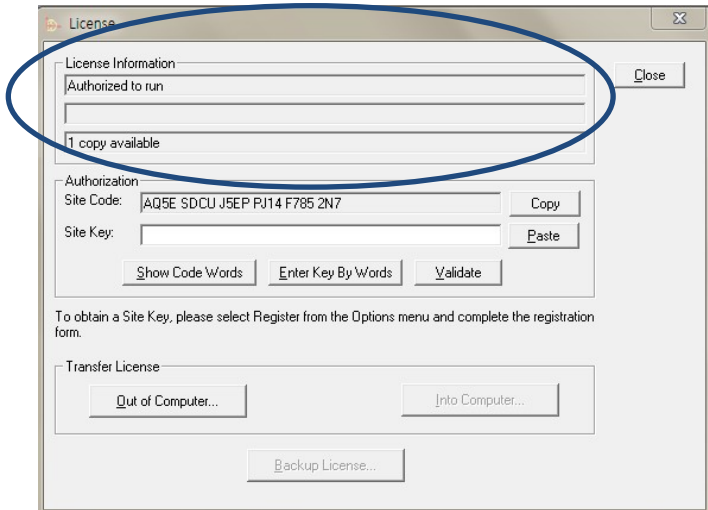 License
License Information
Close
Authorized to run
1 copy available
Authorization
Site Code: AQ5E SDCU J5EP PJ14 F785 2N7 Copy
Site Key: Paste
Show Code Words Enter Key By Words Validate
To obtain a Site Key, please select Register from the Options menu and complete the registration
form.
Transfer License
Out of Computer... Into Computer...
Backup License...